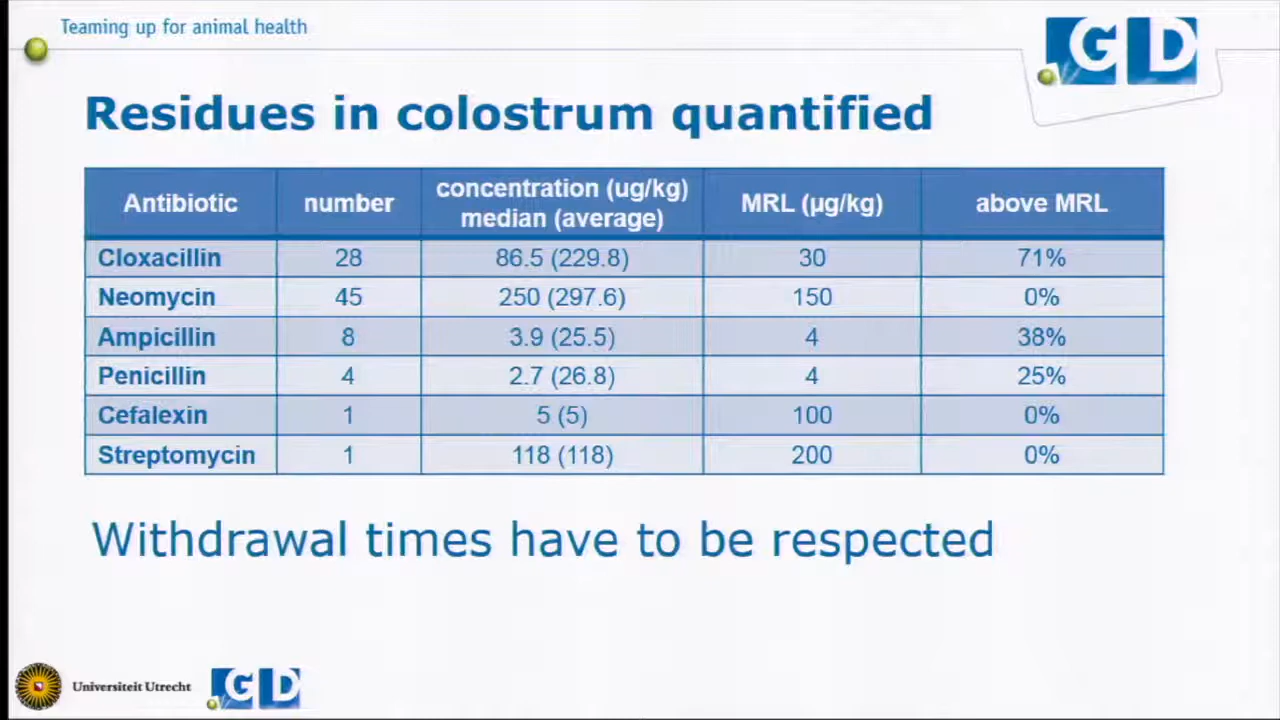 Teaming up for animal health
GD
Residues in colostrum quantified
Antibiotic number concentration (ug/kg) median (average) MRL (µg/kg) above MRL
Cloxacillin 28 86.5 (229.8) 30 71%
Neomycin 45 250 (297.6) 150 0%
Ampicillin 8 3.9 (25.5) 4 38%
Penicillin 4 2.7 (26.8) 4 25%
Cefalexin 1 5 (5) 100 0%
Streptomycin 1 118 (118) 200 0%
Withdrawal times have to be respected
Universiteit Utrecht GD